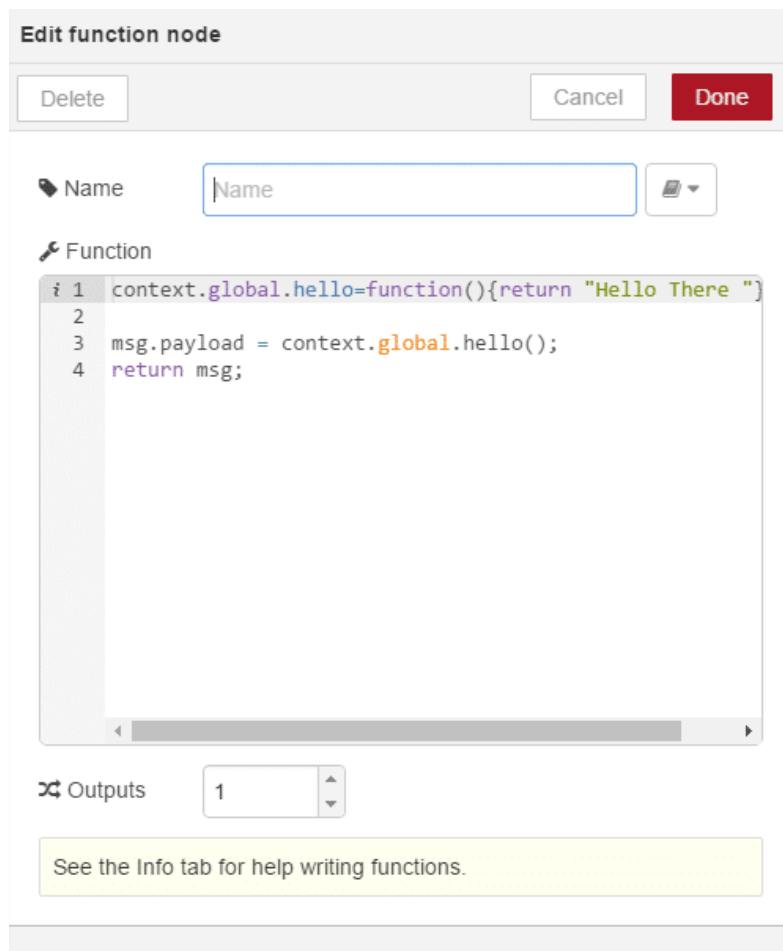 Edit function node
Delete Cancel Done
Name Name
Function
i 1 context.global.hello=function(){return "Hello There "}
2
3 msg.payload = context.global.hello();
4 return msg;
Outputs 1
See the Info tab for help writing functions.